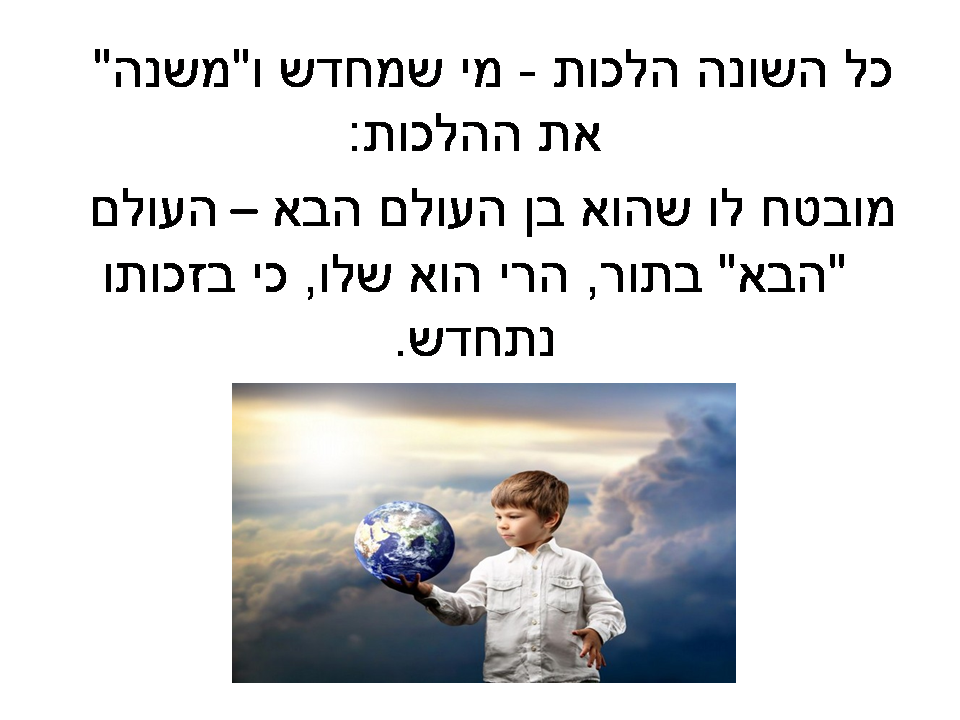 כל השונה הלכות - מי שמחדש ו"משנה"
את ההלכות:
מובטח לו שהוא בן העולם הבא – העולם
"הבא" בתור, הרי הוא שלו, כי בזכותו
נתחדש.